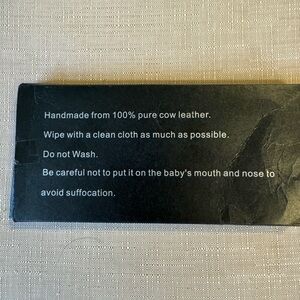 Handmade from 100% pure cow leather.
Wipe with a clean cloth as much as possible.
Do not Wash.
Be careful not to put it on the baby's mouth and nose to
avoid suffocation.